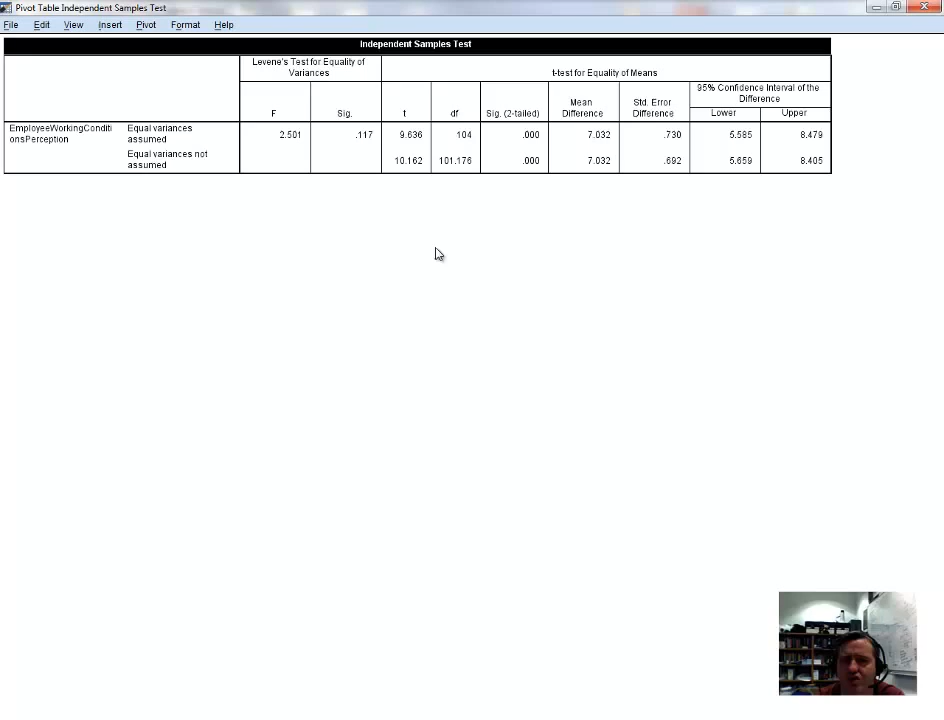 Pivot Table Independent Samples Test
File Edit View Insert Pivot Format Help
Independent Samples Test
Levene's Test for Equality of
Variances
t-test for Equality of Means
F
Sig.
t
df
Sig. (2-tailed)
Mean
Difference
Std. Error
Difference
95% Confidence Interval of the
Difference
Lower
Upper
EmployeeWorkingConditi
onsPerception
Equal variances
assumed
2.501 .117 9.636 104 .000 7.032 .730 5.585 8.479
Equal variances not
assumed
10.162 101.176 .000 7.032 .692 5.659 8.405